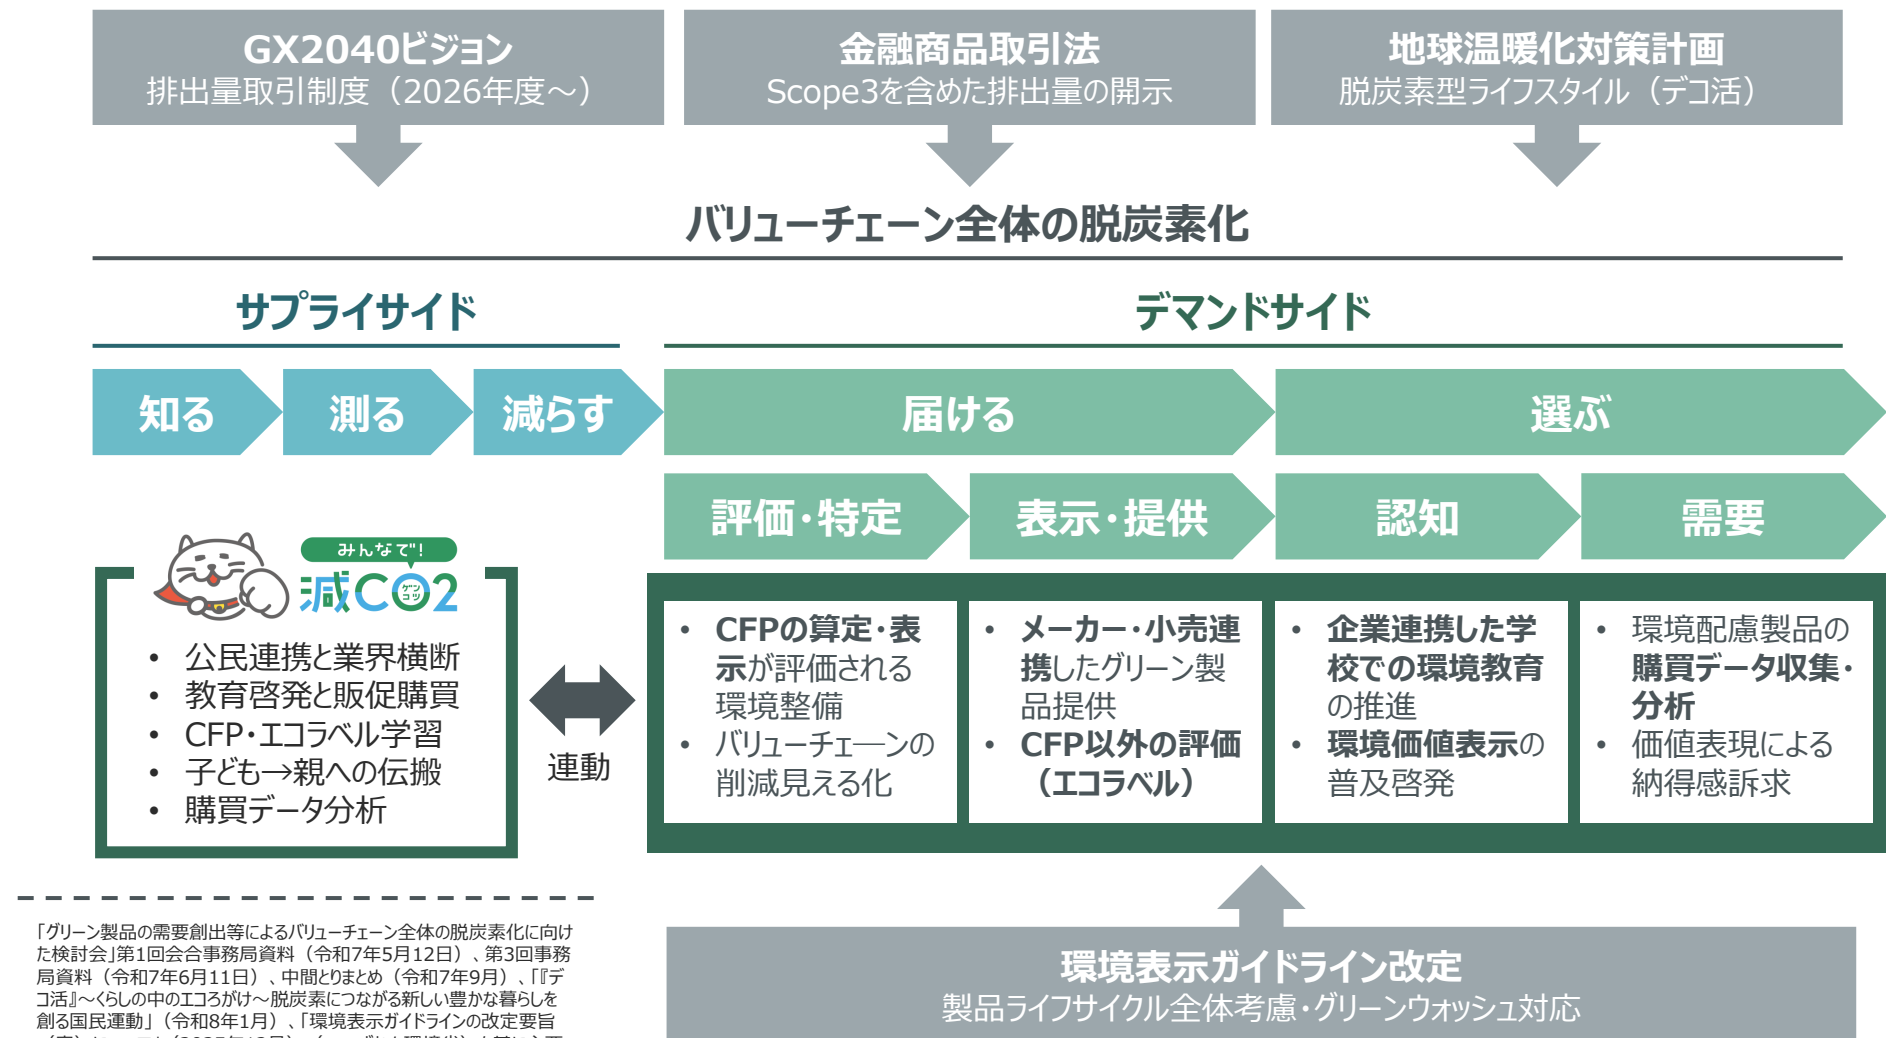 GX2040ビジョン
排出量取引制度（2026年度～）
金融商品取引法
Scope3を含めた排出量の開示
地球温暖化対策計画
脱炭素型ライフスタイル（デコ活）
バリューチェーン全体の脱炭素化
サプライサイド
デマンドサイド
知る
測る
減らす
届ける
選ぶ
評価・特定
表示・提供
認知
需要
みんなで！
減CO2
ゲン
コツ
• 公民連携と業界横断
• 教育啓発と販促購買
• CFP・エコラベル学習
• 子ども→親への伝搬
• 購買データ分析
連動
• CFPの算定・表
示が評価される
環境整備
• バリューチェ―ンの
削減見える化
• メーカー・小売連
携したグリーン製
品提供
• CFP以外の評価
（エコラベル）
• 企業連携した学
校での環境教育
の推進
• 環境価値表示の
普及啓発
• 環境配慮製品の
購買データ収集・
分析
• 価値表現による
納得感訴求
環境表示ガイドライン改定
製品ライフサイクル全体考慮・グリーンウォッシュ対応
「グリーン製品の需要創出等によるバリューチェーン全体の脱炭素化に向け
た検討会」第1回会合事務局資料（令和7年5月12日）、第3回事務
局資料（令和7年6月11日）、中間とりまとめ（令和7年9月）、「『デ
コ活』～くらしの中のエコろがけ～脱炭素につながる新しい豊かな暮らしを
創る国民運動」（令和8年1月）、「環境表示ガイドラインの改定要旨